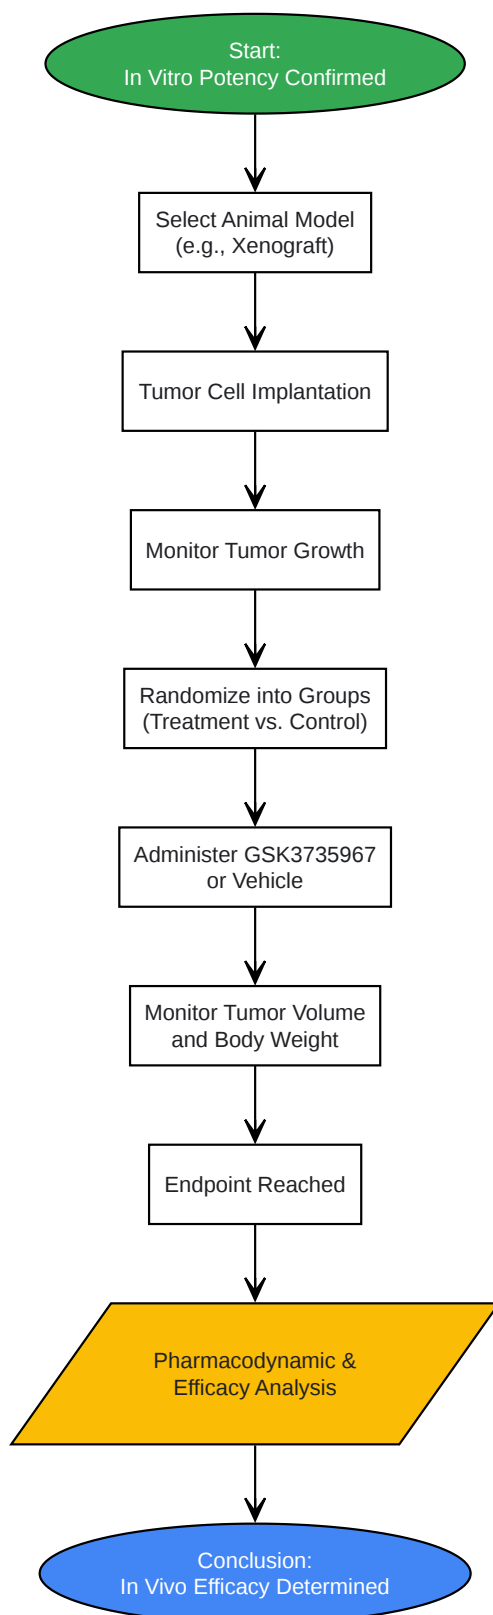 Start:
In Vitro Potency Confirmed
Select Animal Model
(e.g., Xenograft)
Tumor Cell Implantation
Monitor Tumor Growth
Randomize into Groups
(Treatment vs. Control)
Administer GSK3735967
or Vehicle
Monitor Tumor Volume
and Body Weight
Endpoint Reached
Pharmacodynamic &
Efficacy Analysis
Conclusion:
In Vivo Efficacy Determined